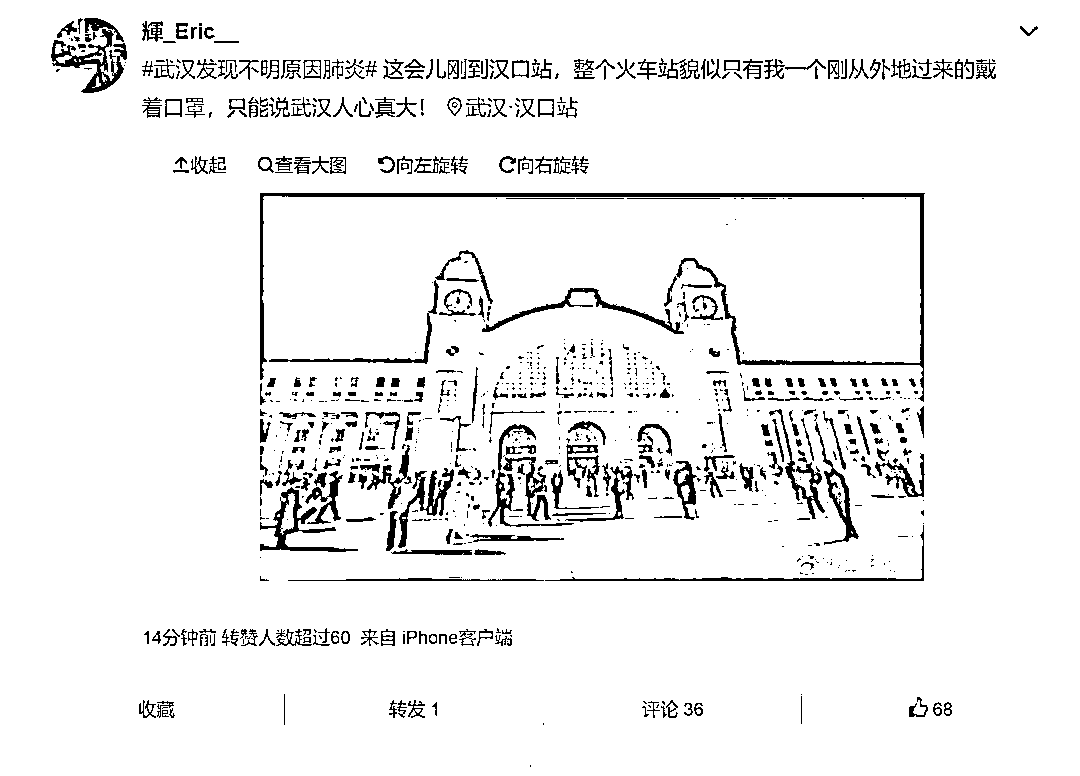 輝_Eric__
#武汉发现不明原因肺炎# 这会儿刚到汉口站，整个火车站貌似只有我一个刚从外地过来的戴
着口罩，只能说武汉人心真大！ 武汉·汉口站
收起 查看大图 向左旋转 向右旋转
14分钟前 转赞人数超过60 来自 iPhone客户端
收藏 转发 1 评论 36 68